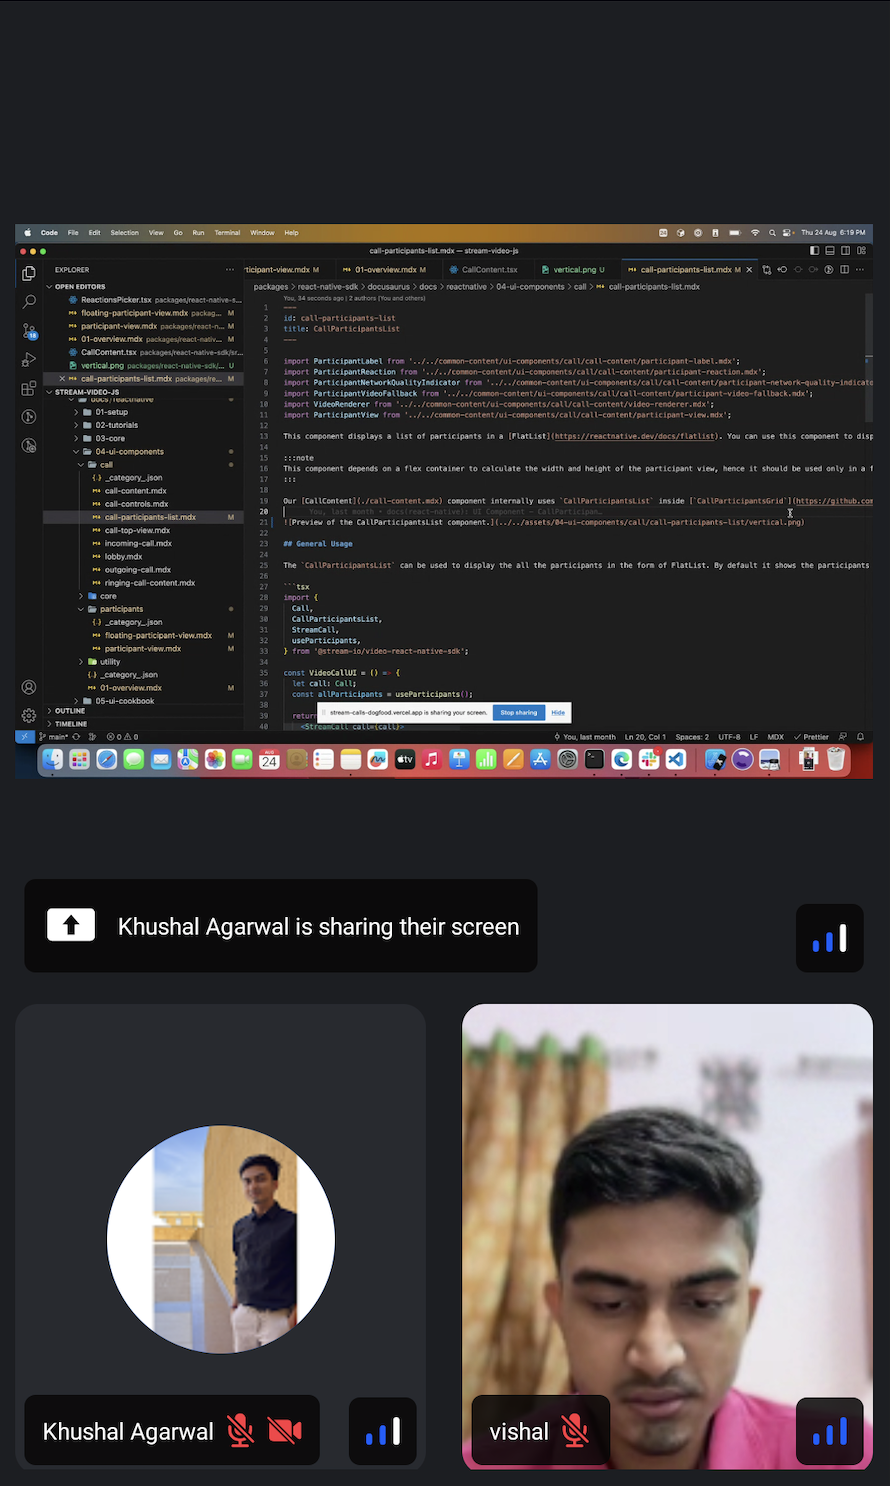 Code File Edit Selection View Go Run Terminal Window Help Thu 24 Aug 6:19 PM
call-participants-list.mdx — stream-video-js
EXPLORER
rticipant-view.mdx M 01-overview.mdx M CallContent.tsx vertical.png U call-participants-list.mdx M
packages > react-native-sdk > docusaurus > docs > reactnative > 04-ui-components > call > call-participants-list.mdx
OPEN EDITORS
ReactionsPicker.tsx packages/react-native-s...
floating-participant-view.mdx packag... M
participant-view.mdx packages/react-n... M
01-overview.mdx packages/react-nativ... M
CallContent.tsx packages/react-native-sdk/sr...
vertical.png packages/react-native-sdk/... U
call-participants-list.mdx packages/re... M
STREAM-VIDEO-JS
docs/reactnative
01-setup
02-tutorials
03-core
04-ui-components
call
_category_.json
call-content.mdx
call-controls.mdx
call-participants-list.mdx M
call-top-view.mdx
incoming-call.mdx
lobby.mdx
outgoing-call.mdx
ringing-call-content.mdx
core
participants
_category_.json
floating-participant-view.mdx M
participant-view.mdx M
utility
_category_.json
01-overview.mdx M
05-ui-cookbook
OUTLINE
TIMELINE
18
You, 34 seconds ago | 2 authors (You and others)
1 ---
2 id: call-participants-list
3 title: CallParticipantsList
4 ---
5
6 import ParticipantLabel from '../../common-content/ui-components/call/call-content/participant-label.mdx';
7 import ParticipantReaction from '../../common-content/ui-components/call/call-content/participant-reaction.mdx';
8 import ParticipantNetworkQualityIndicator from '../../common-content/ui-components/call/call-content/participant-network-quality-indicato
9 import ParticipantVideoFallback from '../../common-content/ui-components/call/call-content/participant-video-fallback.mdx';
10 import VideoRenderer from '../../common-content/ui-components/call/call-content/video-renderer.mdx';
11 import ParticipantView from '../../common-content/ui-components/call/call-content/participant-view.mdx';
12
13 This component displays a list of participants in a [FlatList](https://reactnative.dev/docs/flatlist). You can use this component to disp
14
15 :::note
16 This component depends on a flex container to calculate the width and height of the participant view, hence it should be used only in a f
17 :::
18
19 Our [CallContent](./call-content.mdx) component internally uses `CallParticipantsList` inside [`CallParticipantsGrid`](https://github.com
20 You, last month • docs(react-native): UI Component - CallParticipan…
21 ![Preview of the CallParticipantsList component.](../../assets/04-ui-components/call/call-participants-list/vertical.png)
22
23 ## General Usage
24
25 The `CallParticipantsList` can be used to display the all the participants in the form of FlatList. By default it shows the participants
26
27 ```tsx
28 import {
29 Call,
30 CallParticipantsList,
31 StreamCall,
32 useParticipants,
33 } from '@stream-io/video-react-native-sdk';
34
35 const VideoCallUI = () => {
36 let call: Call;
37 const allParticipants = useParticipants();
38
39 return
40 <StreamCall call={call}>
stream-calls-dogfood.vercel.app is sharing your screen. Stop sharing Hide
main* 0 0 You, last month Ln 20, Col 1 Spaces: 2 UTF-8 LF MDX Prettier
AUG
24
tv
Khushal Agarwal is sharing their screen
Khushal Agarwal
vishal